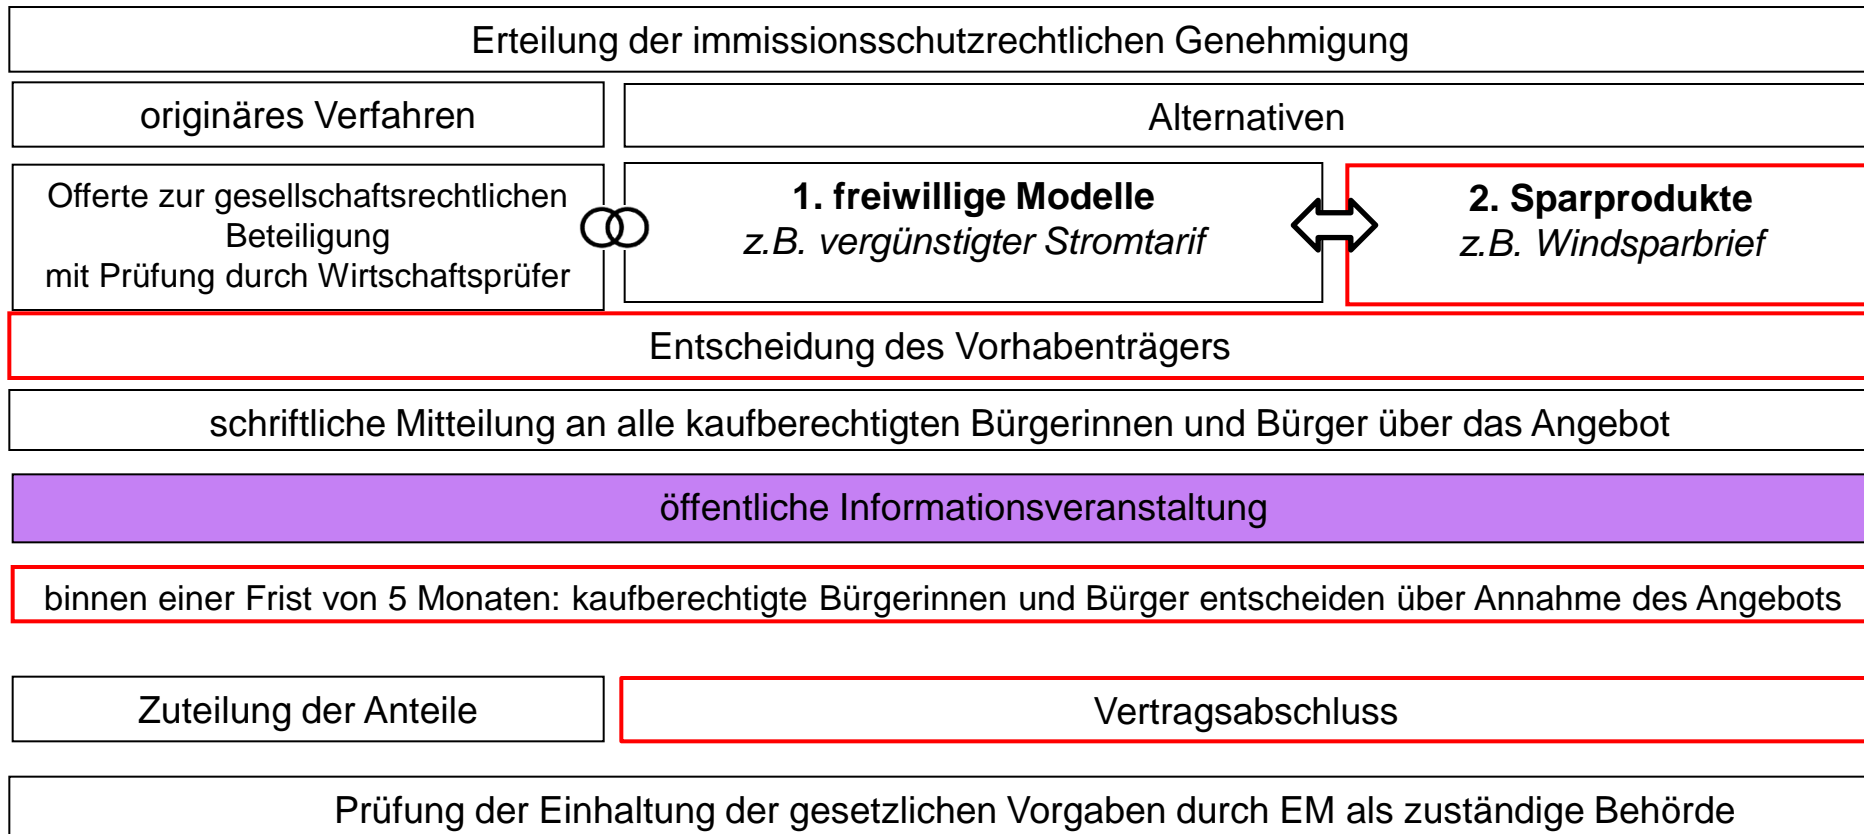 Erteilung der immissionsschutzrechtlichen Genehmigung
originäres Verfahren
Alternativen
Offerte zur gesellschaftsrechtlichen
Beteiligung
mit Prüfung durch Wirtschaftsprüfer
1. freiwillige Modelle
z.B. vergünstigter Stromtarif
2. Sparprodukte
z.B. Windsparbrief
Entscheidung des Vorhabenträgers
schriftliche Mitteilung an alle kaufberechtigten Bürgerinnen und Bürger über das Angebot
öffentliche Informationsveranstaltung
binnen einer Frist von 5 Monaten: kaufberechtigte Bürgerinnen und Bürger entscheiden über Annahme des Angebots
Zuteilung der Anteile
Vertragsabschluss
Prüfung der Einhaltung der gesetzlichen Vorgaben durch EM als zuständige Behörde